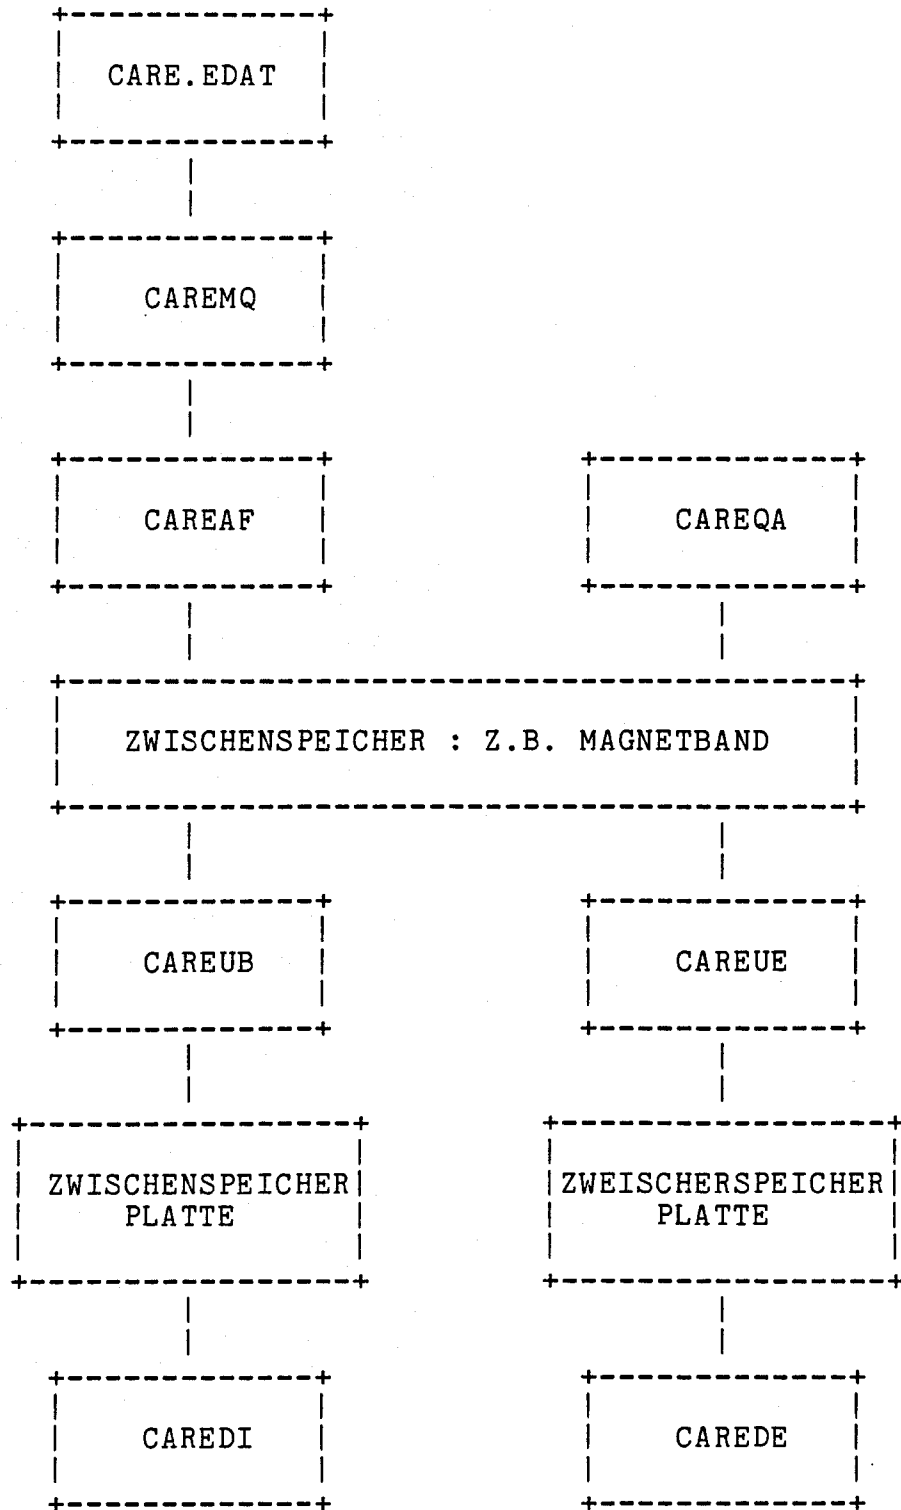 CARE.EDAT
CAREMQ
CAREAF
CAREQA
ZWISCHENSPEICHER : Z.B. MAGNETBAND
CAREUB
CAREUE
ZWISCHENSPEICHER
PLATTE
ZWEISCHERSPEICHER
PLATTE
CAREDI
CAREDE